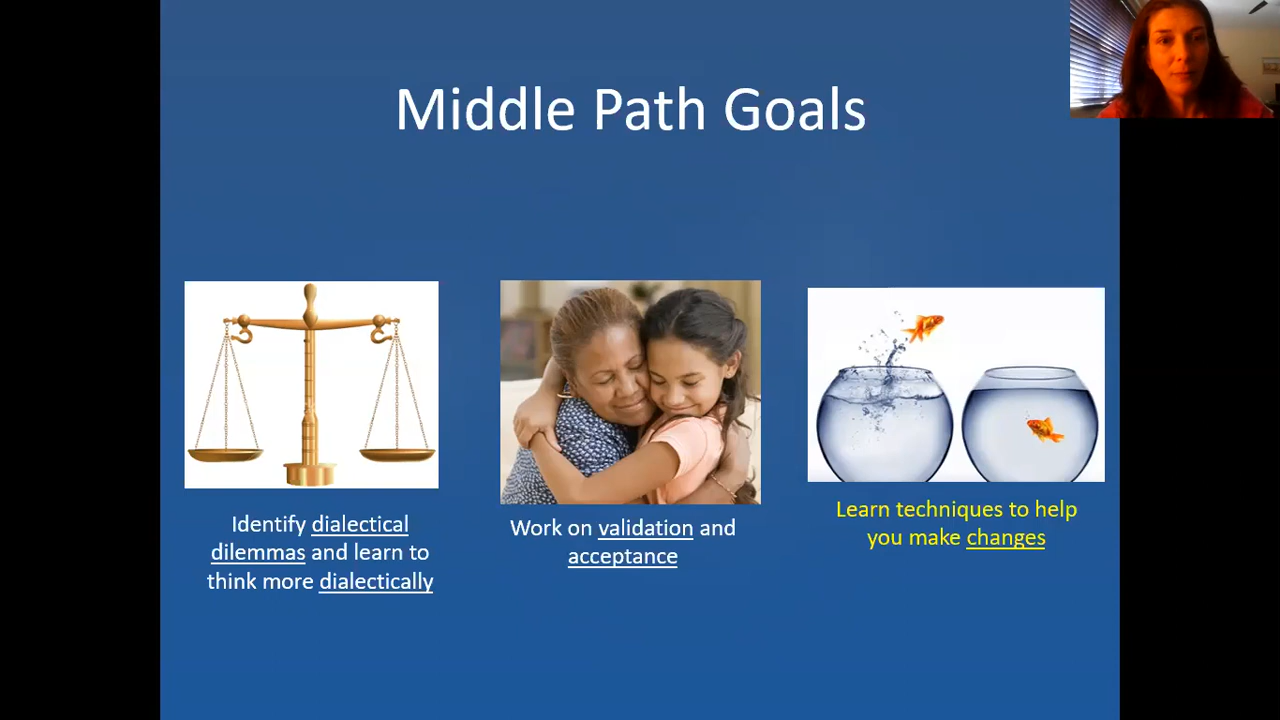 Middle Path Goals
Identify dialectical
dilemmas and learn to
think more dialectically
Work on validation and
acceptance
Learn techniques to help
you make changes